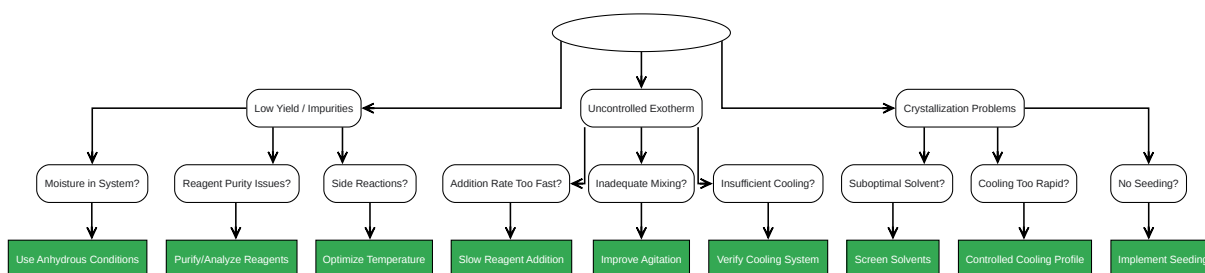 Low Yield / Impurities
Uncontrolled Exotherm
Crystallization Problems
Moisture in System?
Reagent Purity Issues?
Side Reactions?
Addition Rate Too Fast?
Inadequate Mixing?
Insufficient Cooling?
Suboptimal Solvent?
Cooling Too Rapid?
No Seeding?
Use Anhydrous Conditions
Purify/Analyze Reagents
Optimize Temperature
Slow Reagent Addition
Improve Agitation
Verify Cooling System
Screen Solvents
Controlled Cooling Profile
Implement Seeding